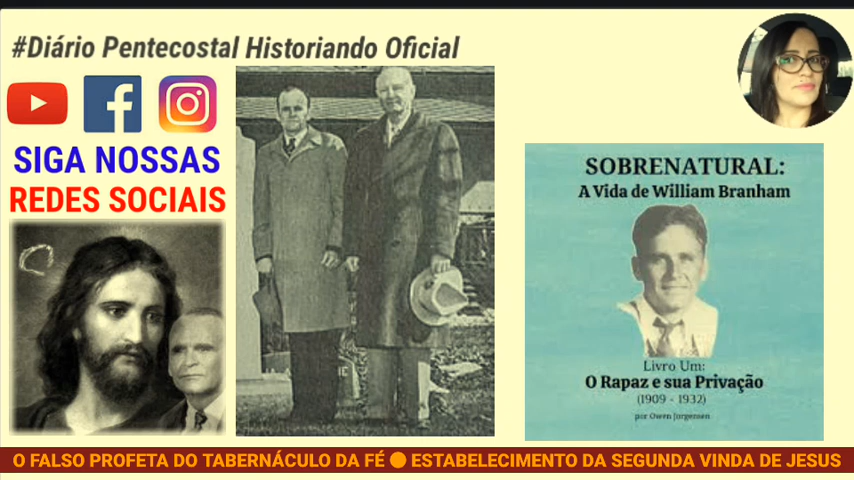 #Diário Pentecostal Historiando Oficial
SIGA NOSSAS
REDES SOCIAIS
SOBRENATURAL:
A Vida de William Branham
Livro Um:
O Rapaz e sua Privação
(1909 - 1932)
por Owen Jorgensen
O FALSO PROFETA DO TABERNÁCULO DA FÉ ● ESTABELECIMENTO DA SEGUNDA VINDA DE JESUS